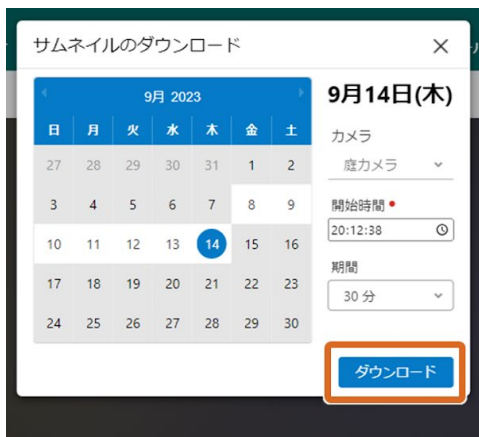 サムネイルのダウンロード
9月 2023
日 月 火 水 木 金 土
27 28 29 30 31 1 2
3 4 5 6 7 8 9
10 11 12 13 14 15 16
17 18 19 20 21 22 23
24 25 26 27 28 29 30
9月14日(木)
カメラ
庭カメラ
開始時間
20:12:38
期間
30 分
ダウンロード